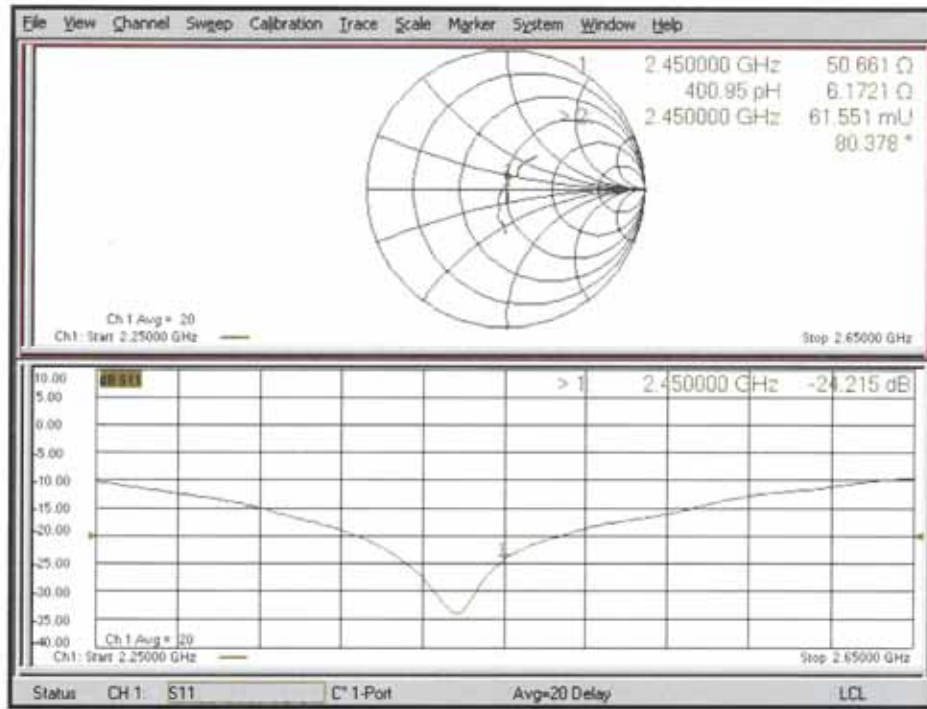 File View Channel Sweep Calibration Trace Scale Marker System Window Help
1 2.450000 GHz 50.661 Ω
400.95 pH 6.1721 Ω
> 2 2.450000 GHz 61.551 mU
80.378 °
Ch 1 Avg = 20
Ch1: Start 2.25000 GHz Stop 2.65000 GHz
10.00 dB S11 > 1 2.450000 GHz -24.215 dB
5.00
0.00
-5.00
-10.00
-15.00
-20.00
1
-25.00
-30.00
-35.00
-40.00 Ch 1 Avg = 20
Ch1: Start 2.25000 GHz Stop 2.65000 GHz
Status CH 1: S11 C* 1-Port Avg=20 Delay LCL